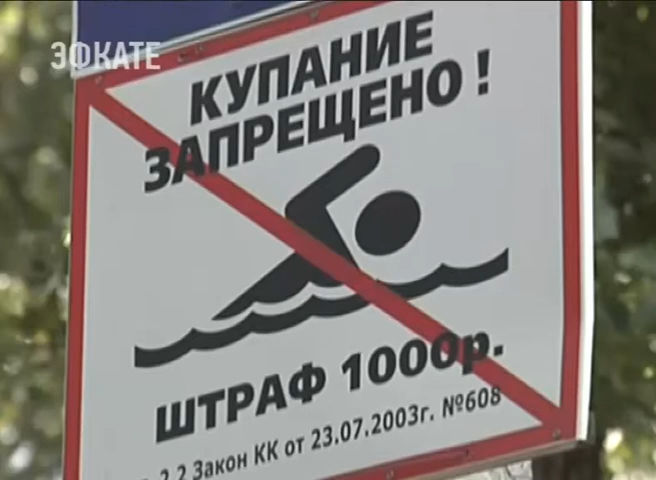 ЭФКАТЕ
КУПАНИЕ
ЗАПРЕЩЕНО!
ШТРАФ 1000р.
2.2 Закон КК от 23.07.2003г. №608